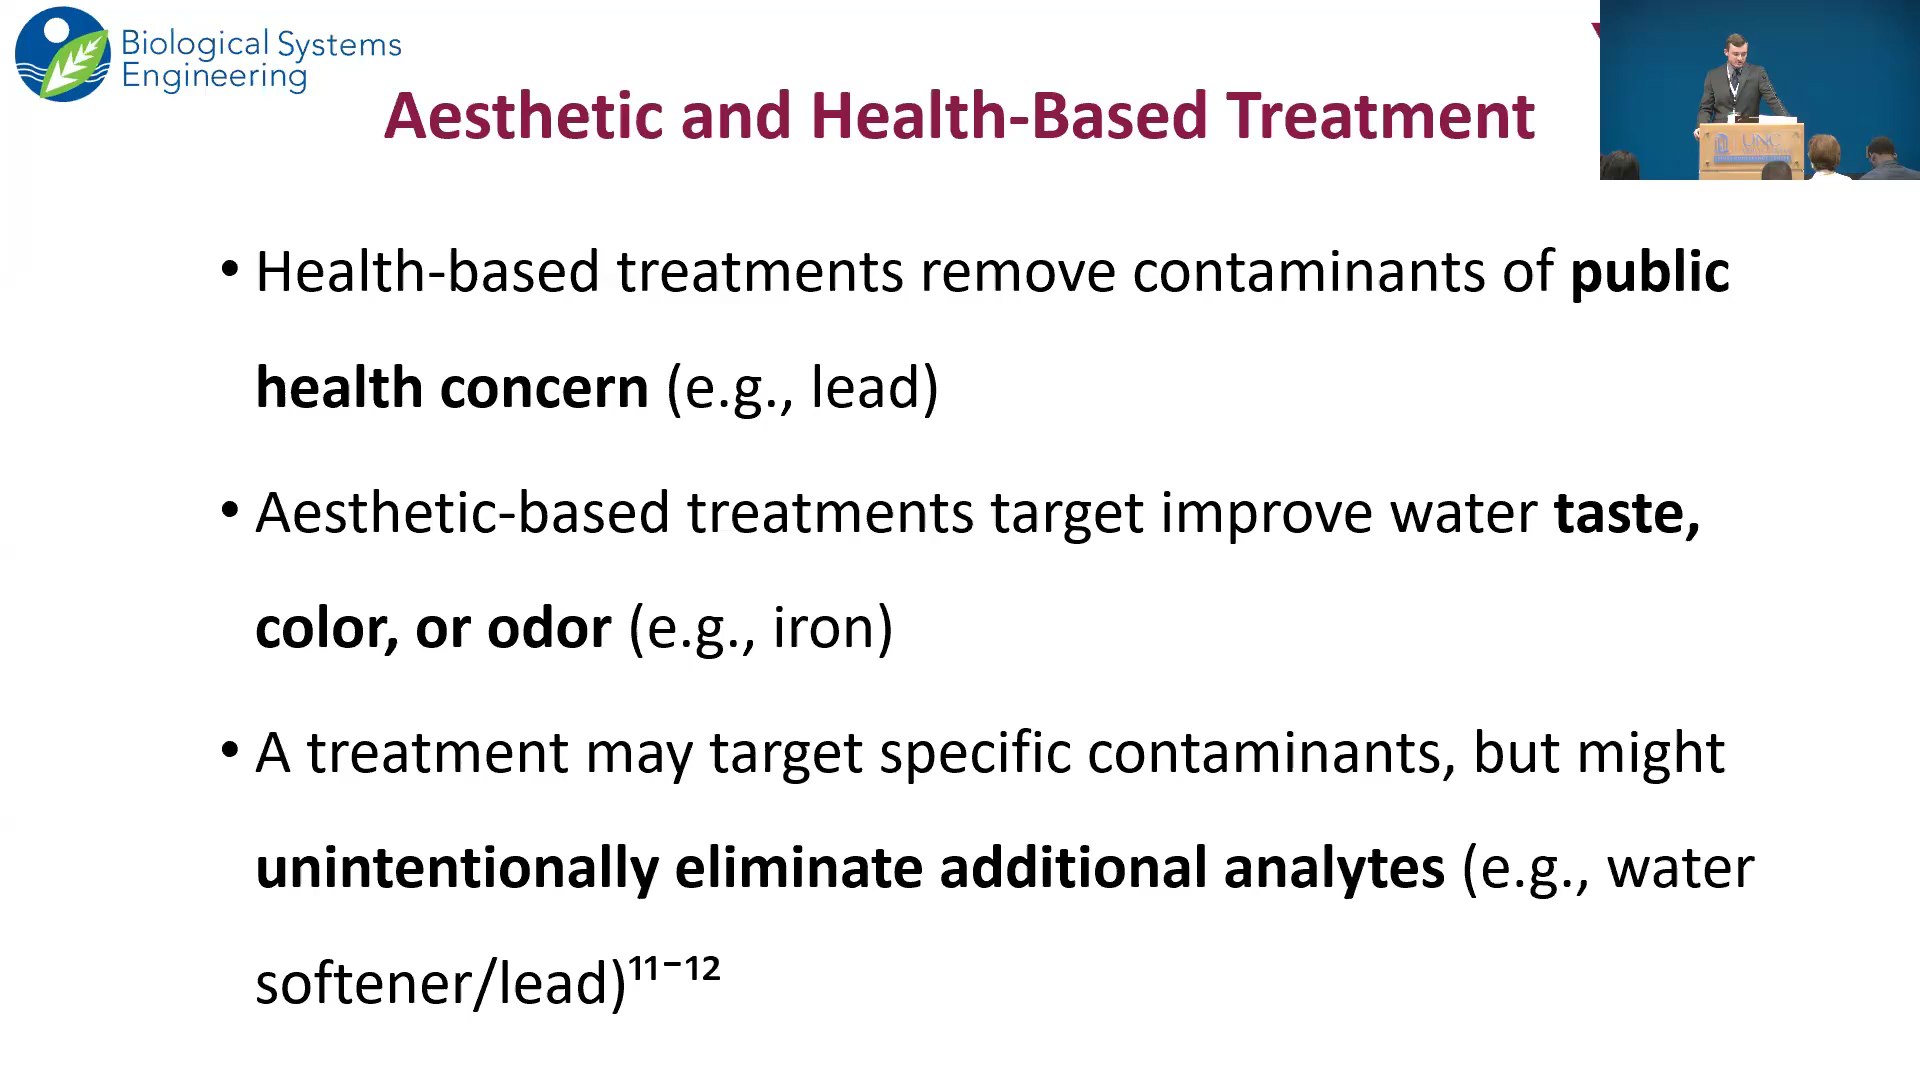 Biological Systems
Engineering
Aesthetic and Health-Based Treatment
UNC
• Health-based treatments remove contaminants of public
health concern (e.g., lead)
• Aesthetic-based treatments target improve water taste,
color, or odor (e.g., iron)
• A treatment may target specific contaminants, but might
unintentionally eliminate additional analytes (e.g., water
softener/lead)¹¹⁻¹²